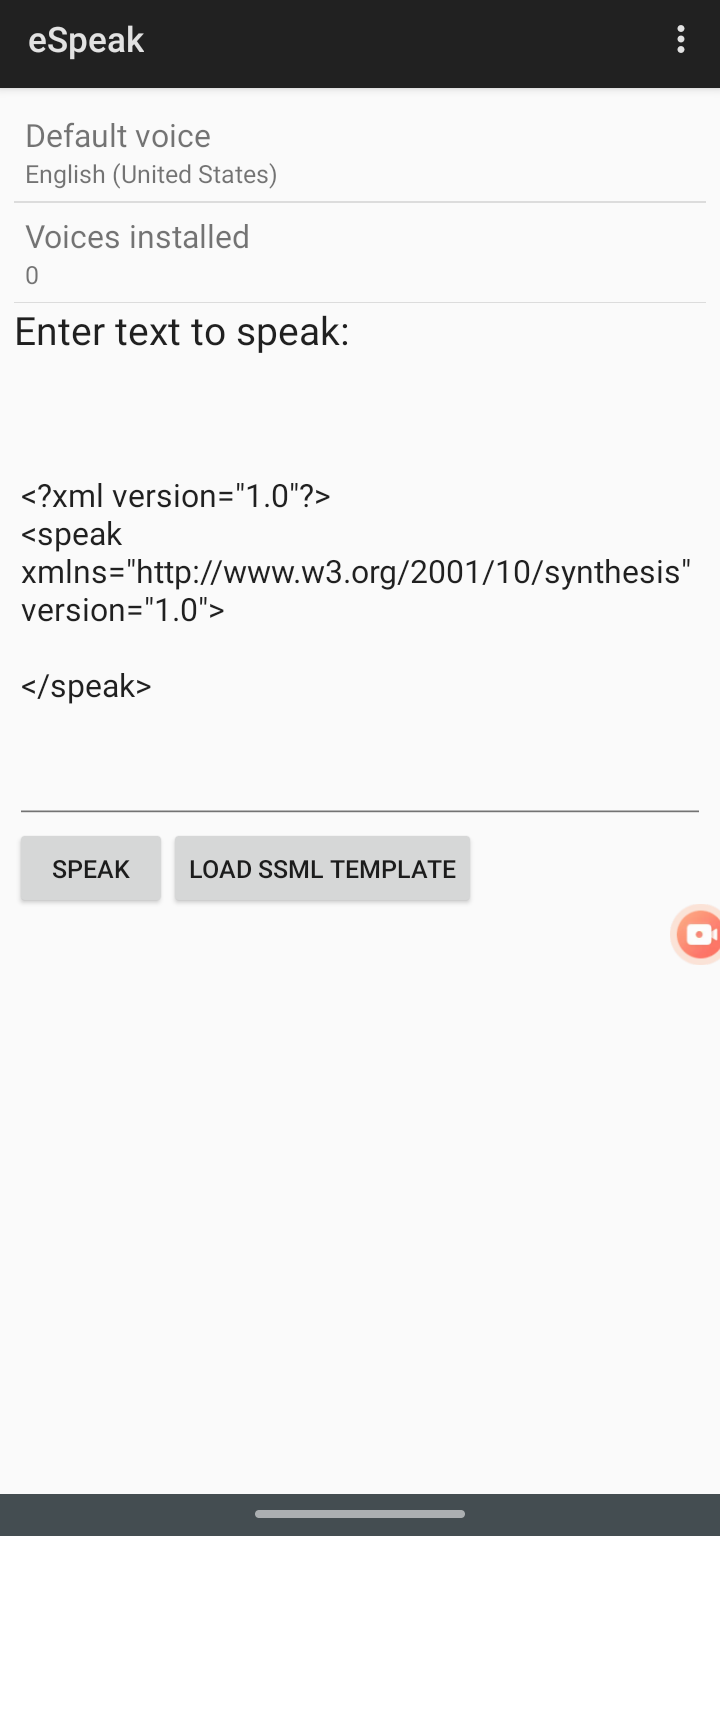 eSpeak
Default voice
English (United States)
Voices installed
0
Enter text to speak:
<?xml version="1.0"?>
<speak
xmlns="http://www.w3.org/2001/10/synthesis"
version="1.0">
</speak>
SPEAK
LOAD SSML TEMPLATE